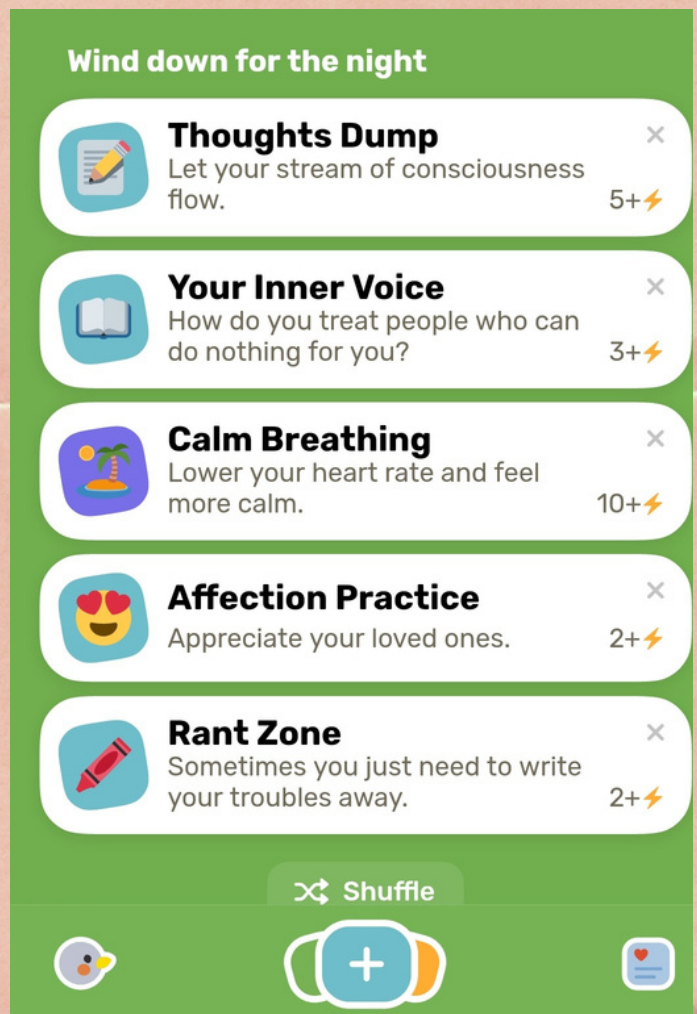 Wind down for the night
Thoughts Dump
Let your stream of consciousness
flow.
5+
Your Inner Voice
How do you treat people who can
do nothing for you?
3+
Calm Breathing
Lower your heart rate and feel
more calm.
10+
Affection Practice
Appreciate your loved ones.
2+
Rant Zone
Sometimes you just need to write
your troubles away.
2+
Shuffle